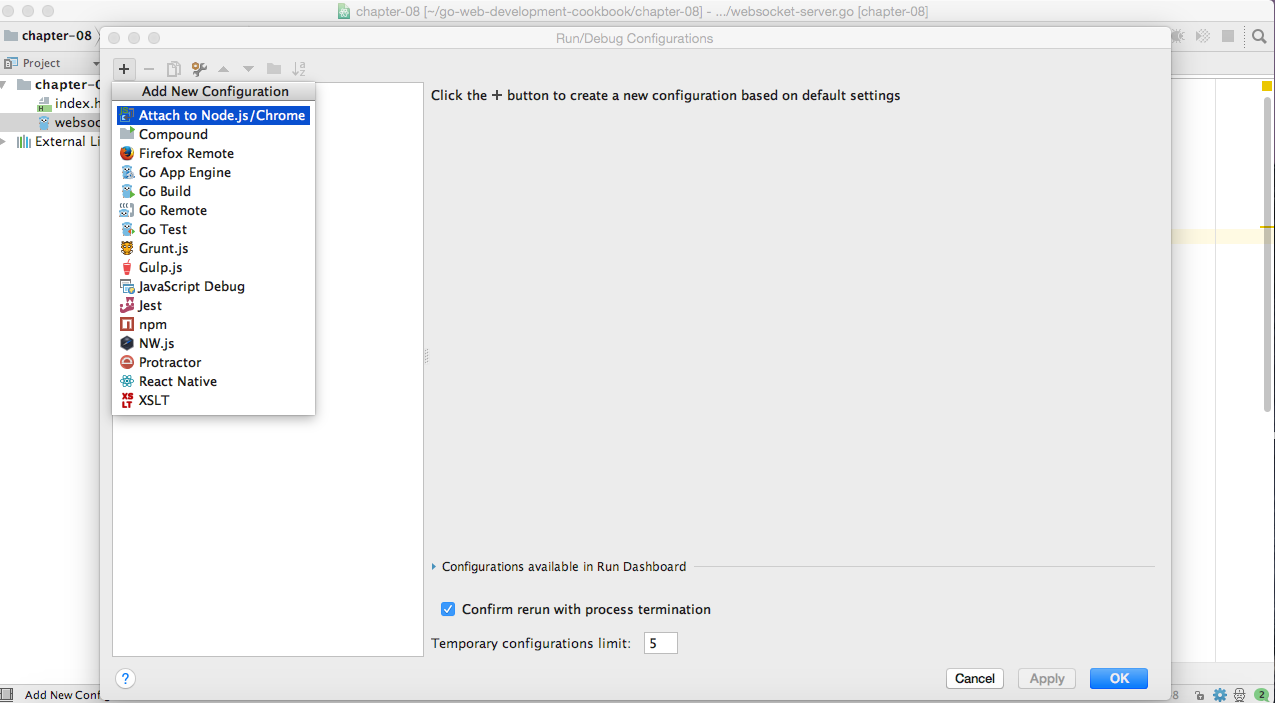 chapter-08 [~/go-web-development-cookbook/chapter-08] - .../websocket-server.go [chapter-08]
chapter-08
Run/Debug Configurations
Project
Add New Configuration
Click the + button to create a new configuration based on default settings
chapter-0
index.h
websoc
External Li
Attach to Node.js/Chrome
Compound
Firefox Remote
Go App Engine
Go Build
Go Remote
Go Test
Grunt.js
Gulp.js
JavaScript Debug
Jest
npm
NW.js
Protractor
React Native
XSLT
Configurations available in Run Dashboard
Confirm rerun with process termination
Temporary configurations limit: 5
?
Cancel
Apply
OK
Add New Conf
8
2